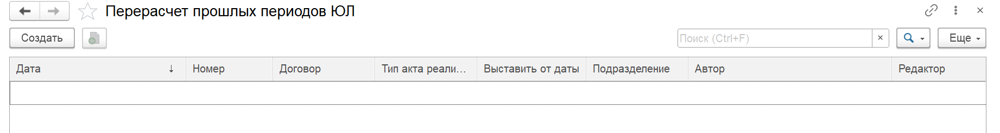 Перерасчет прошлых периодов ЮЛ
Создать
Поиск (Ctrl+F)
Еще
Дата Номер Договор Тип акта реали... Выставить от даты Подразделение Автор Редактор